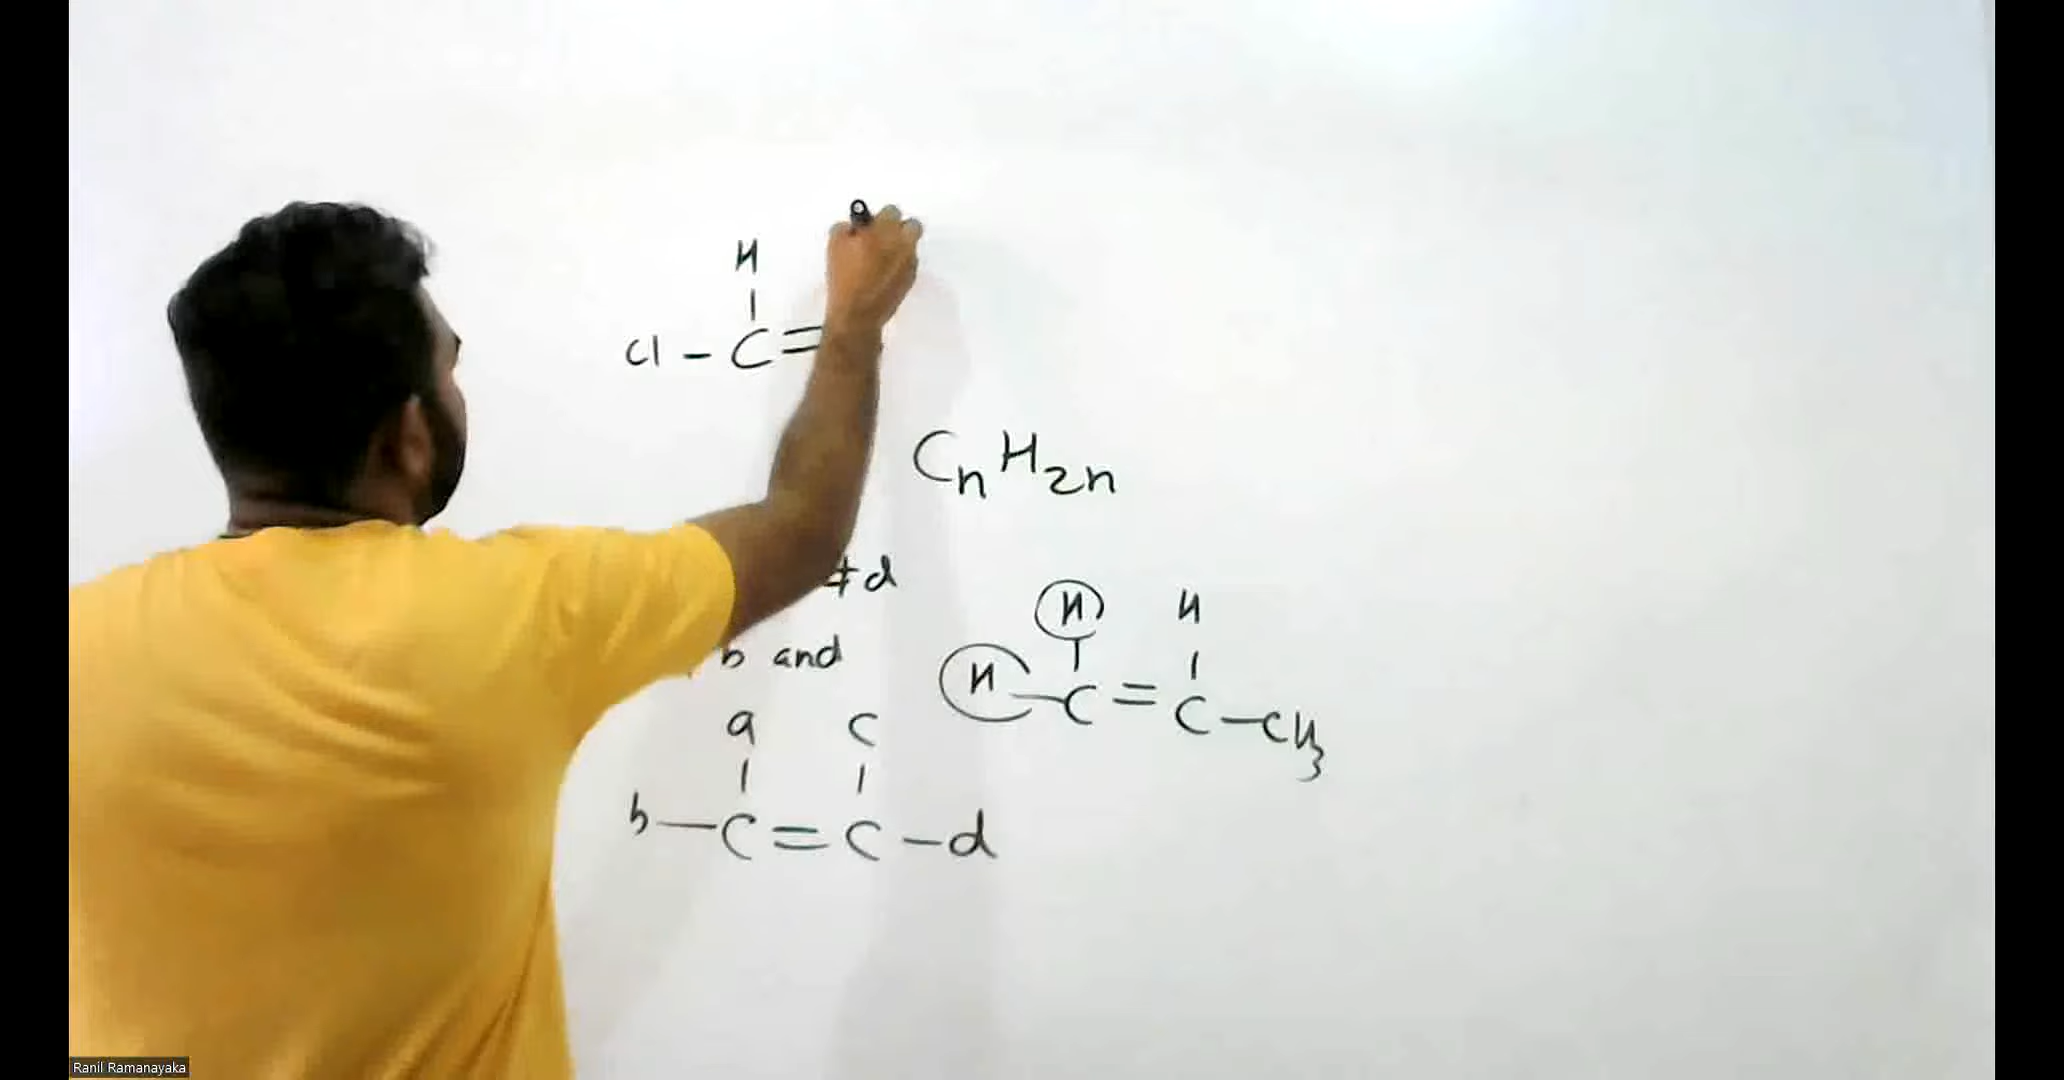 H
Cl - C =
CnH2n
≠ d
b and
H H
H - C = C - CH3
a c
b - C = C - d
Ranil Ramanayaka